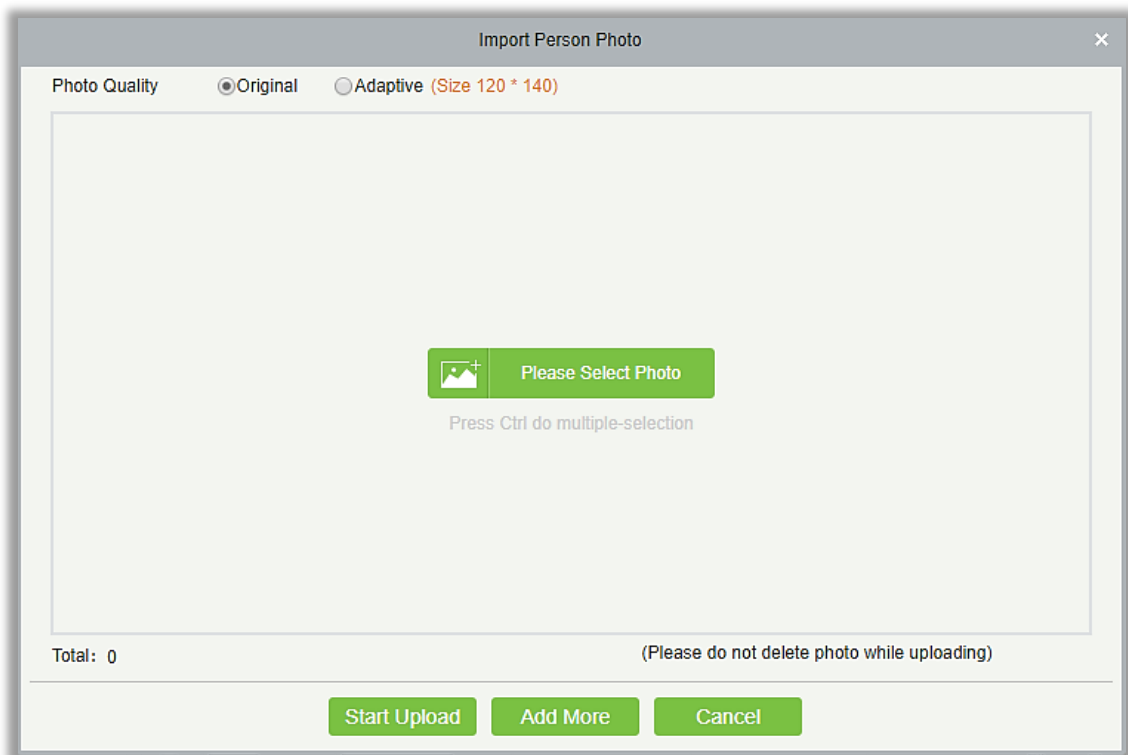 Import Person Photo
Photo Quality Original Adaptive (Size 120 * 140)
Please Select Photo
Press Ctrl do multiple-selection
Total: 0 (Please do not delete photo while uploading)
Start Upload Add More Cancel